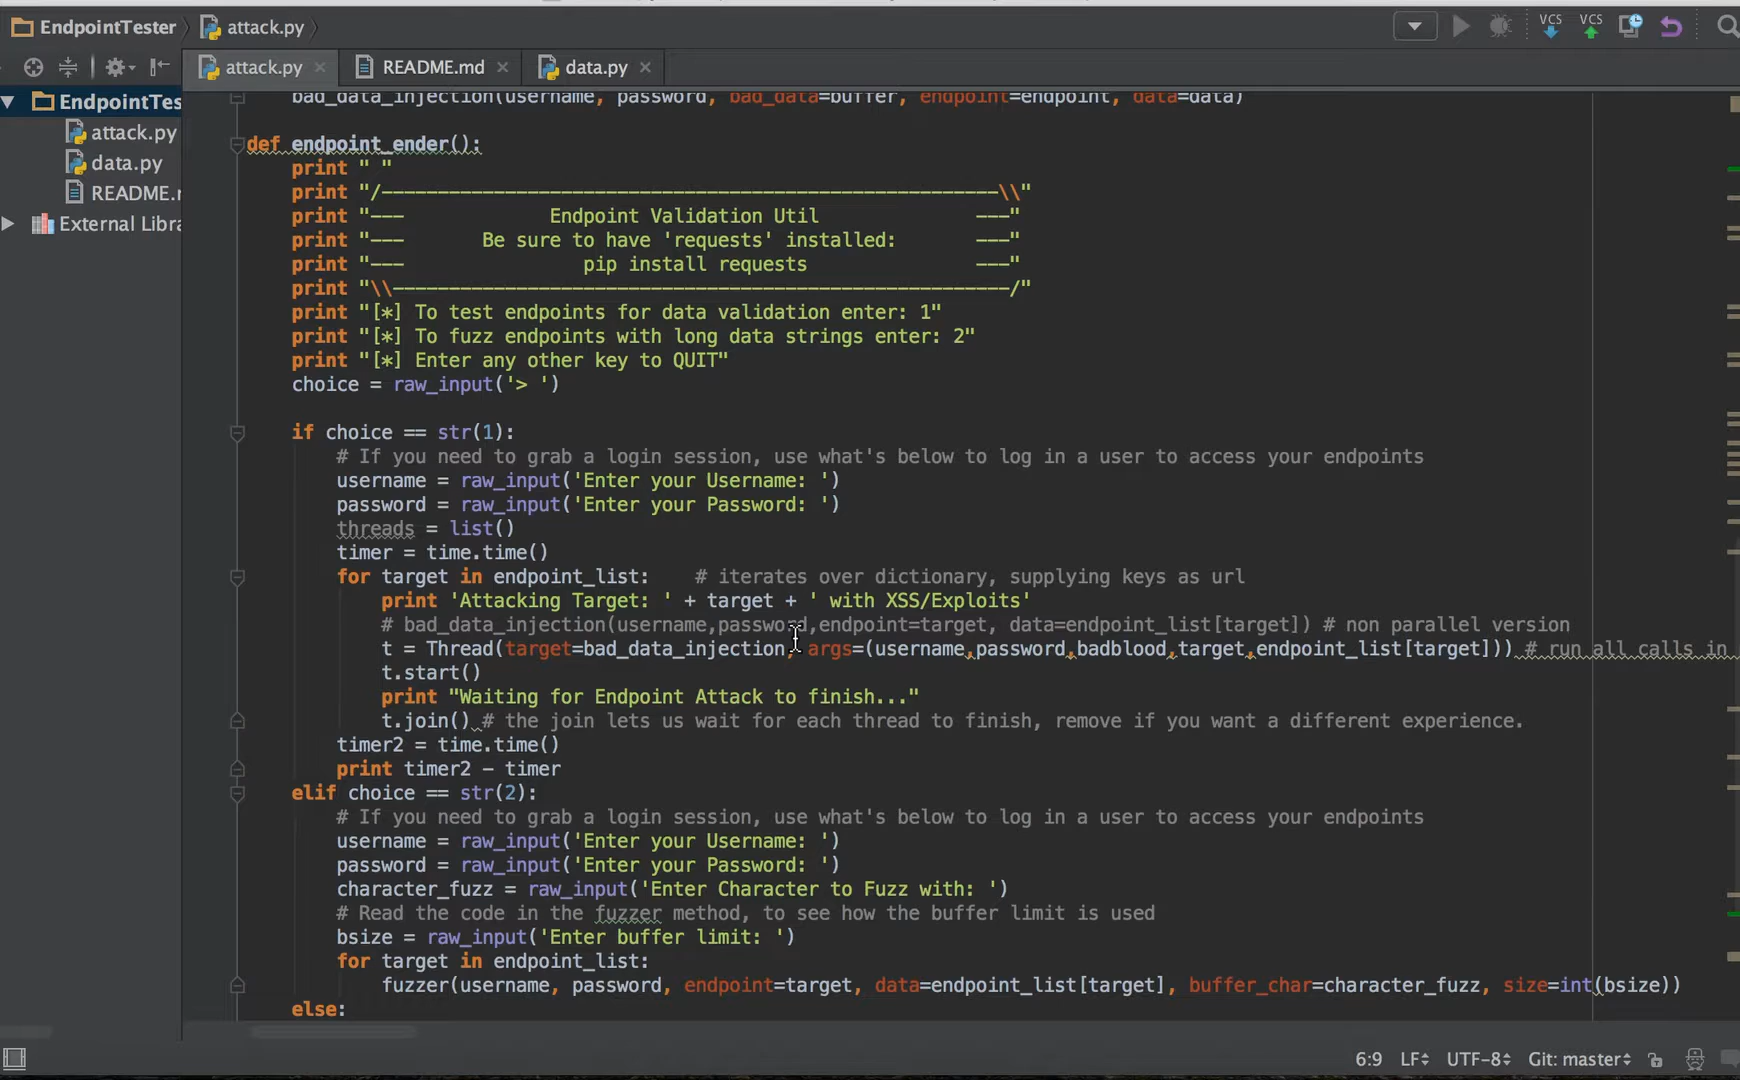 EndpointTester attack.py
VCS VCS
attack.py README.md data.py
EndpointTes
attack.py
data.py
README.
External Libra
bad_data_injection(username, password, bad_data=buffer, endpoint=endpoint, data=data)
def endpoint_ender():
print " "
print "/-------------------------------------------------------\\"
print "--- Endpoint Validation Util ---"
print "--- Be sure to have 'requests' installed: ---"
print "--- pip install requests ---"
print "\\-------------------------------------------------------/"
print "[*] To test endpoints for data validation enter: 1"
print "[*] To fuzz endpoints with long data strings enter: 2"
print "[*] Enter any other key to QUIT"
choice = raw_input('> ')
if choice == str(1):
# If you need to grab a login session, use what's below to log in a user to access your endpoints
username = raw_input('Enter your Username: ')
password = raw_input('Enter your Password: ')
threads = list()
timer = time.time()
for target in endpoint_list: # iterates over dictionary, supplying keys as url
print 'Attacking Target: ' + target + ' with XSS/Exploits'
# bad_data_injection(username,password,endpoint=target, data=endpoint_list[target]) # non parallel version
t = Thread(target=bad_data_injection, args=(username,password,badblood,target,endpoint_list[target])) # run all calls in
t.start()
print "Waiting for Endpoint Attack to finish..."
t.join() # the join lets us wait for each thread to finish, remove if you want a different experience.
timer2 = time.time()
print timer2 - timer
elif choice == str(2):
# If you need to grab a login session, use what's below to log in a user to access your endpoints
username = raw_input('Enter your Username: ')
password = raw_input('Enter your Password: ')
character_fuzz = raw_input('Enter Character to Fuzz with: ')
# Read the code in the fuzzer method, to see how the buffer limit is used
bsize = raw_input('Enter buffer limit: ')
for target in endpoint_list:
fuzzer(username, password, endpoint=target, data=endpoint_list[target], buffer_char=character_fuzz, size=int(bsize))
else:
6:9 LF UTF-8 Git: master